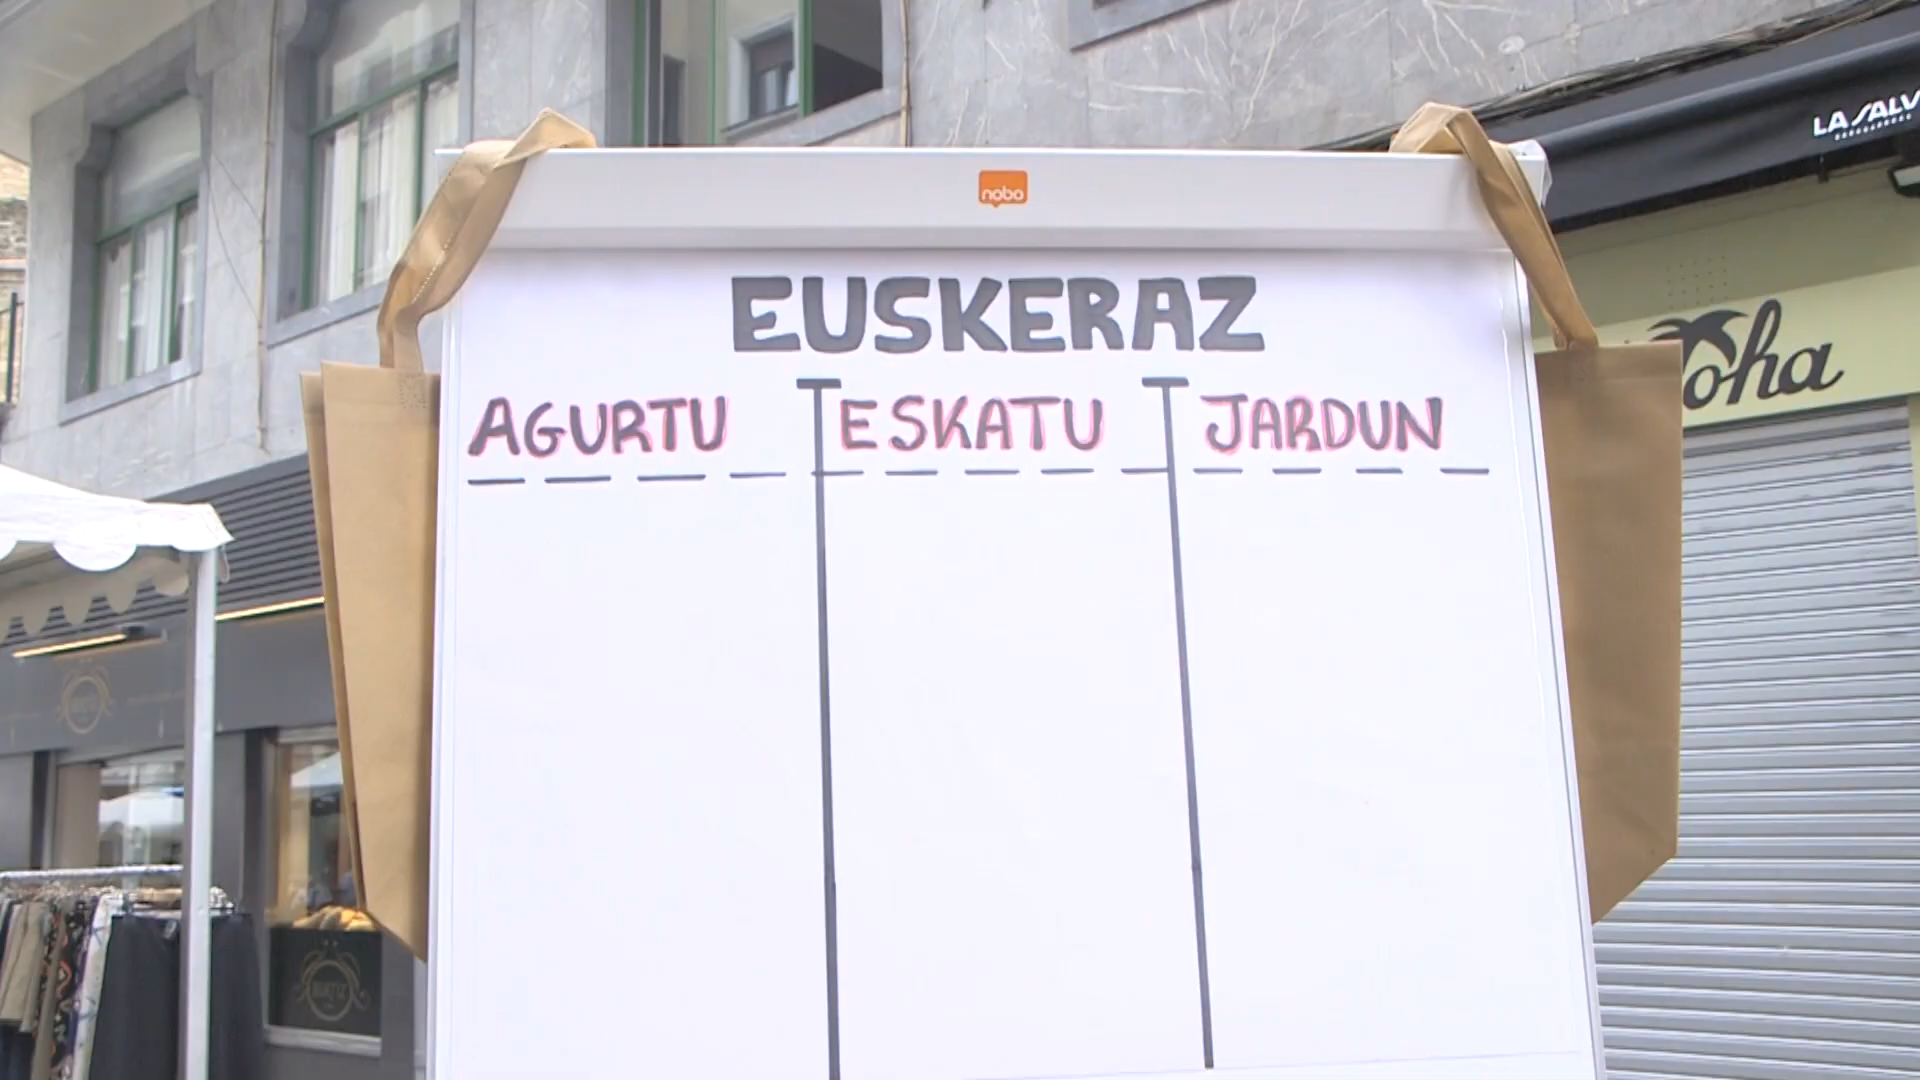 nobo
EUSKERAZ
AGURTU ESKATU JARDUN
LA SALV
oha